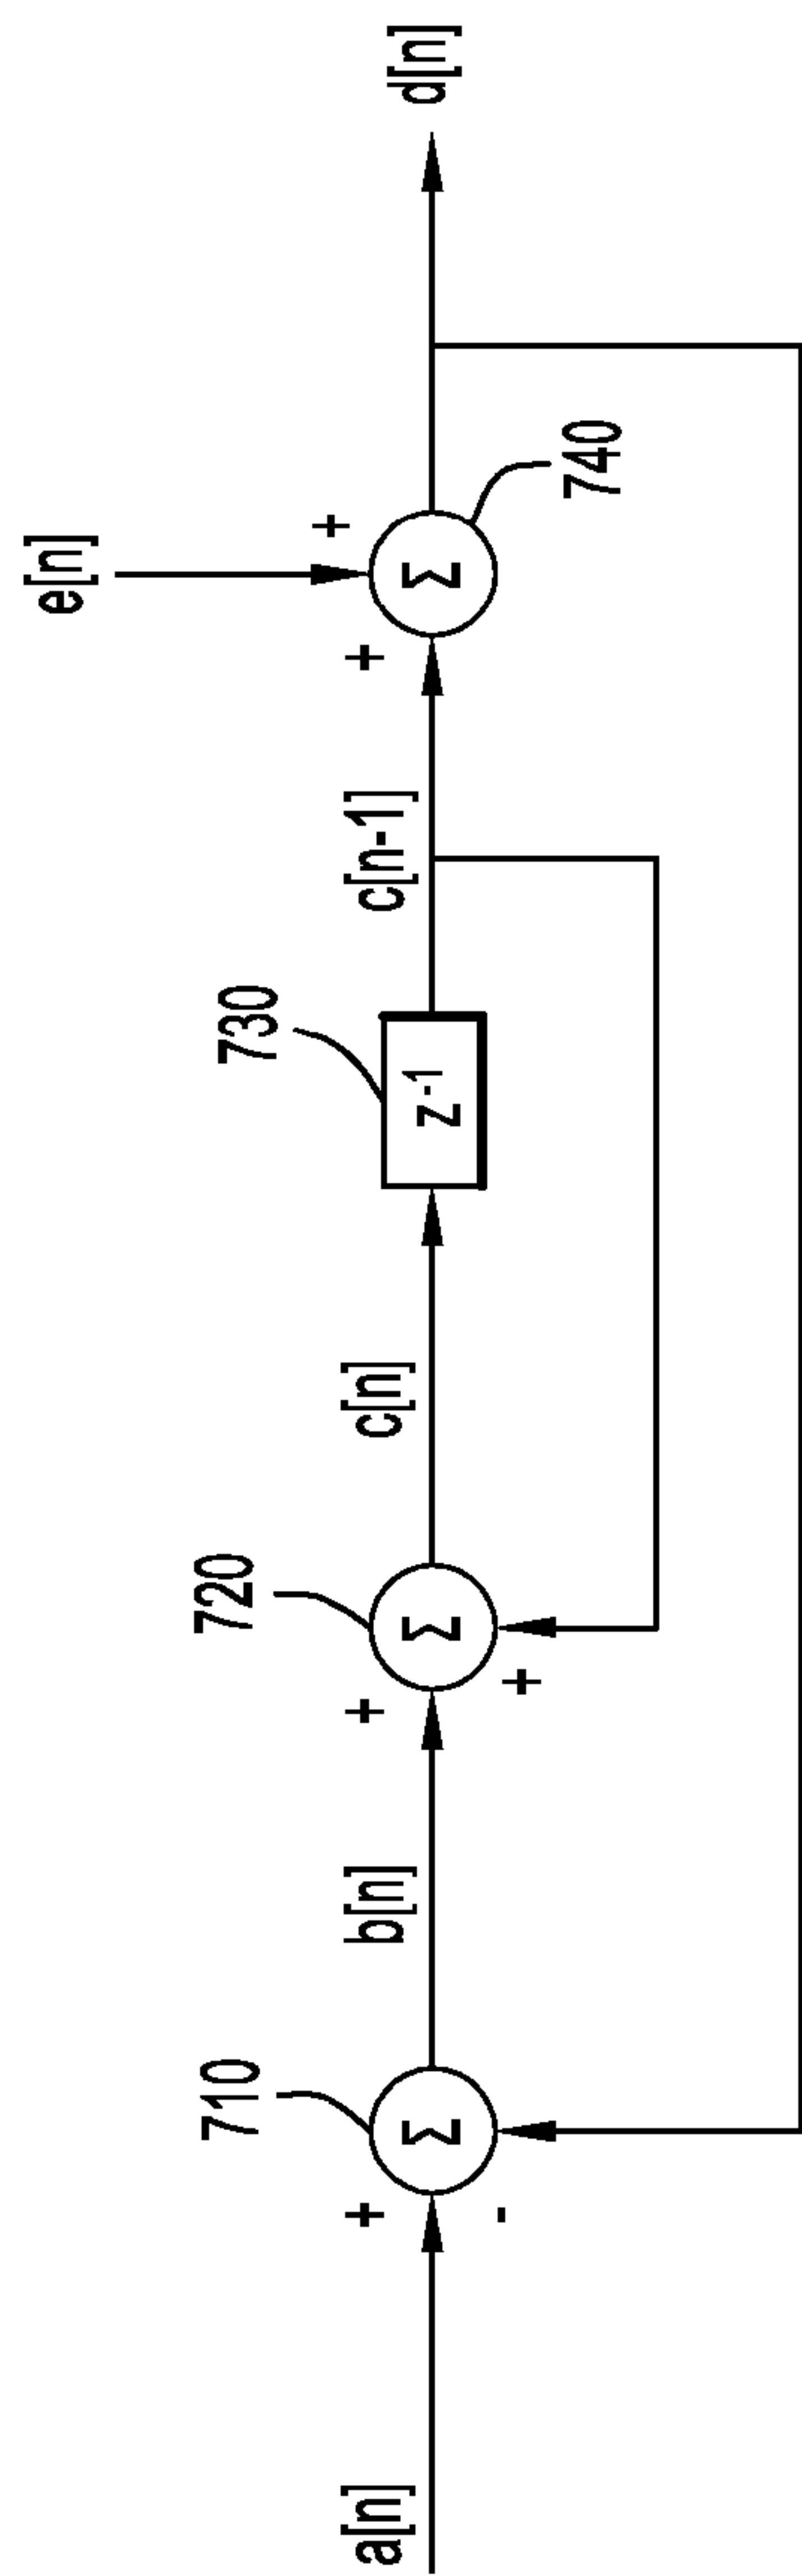 a[n]
+
-
Σ
710
b[n]
+
+
Σ
720
c[n]
z⁻¹
730
c[n-1]
+
e[n]
+
Σ
740
d[n]